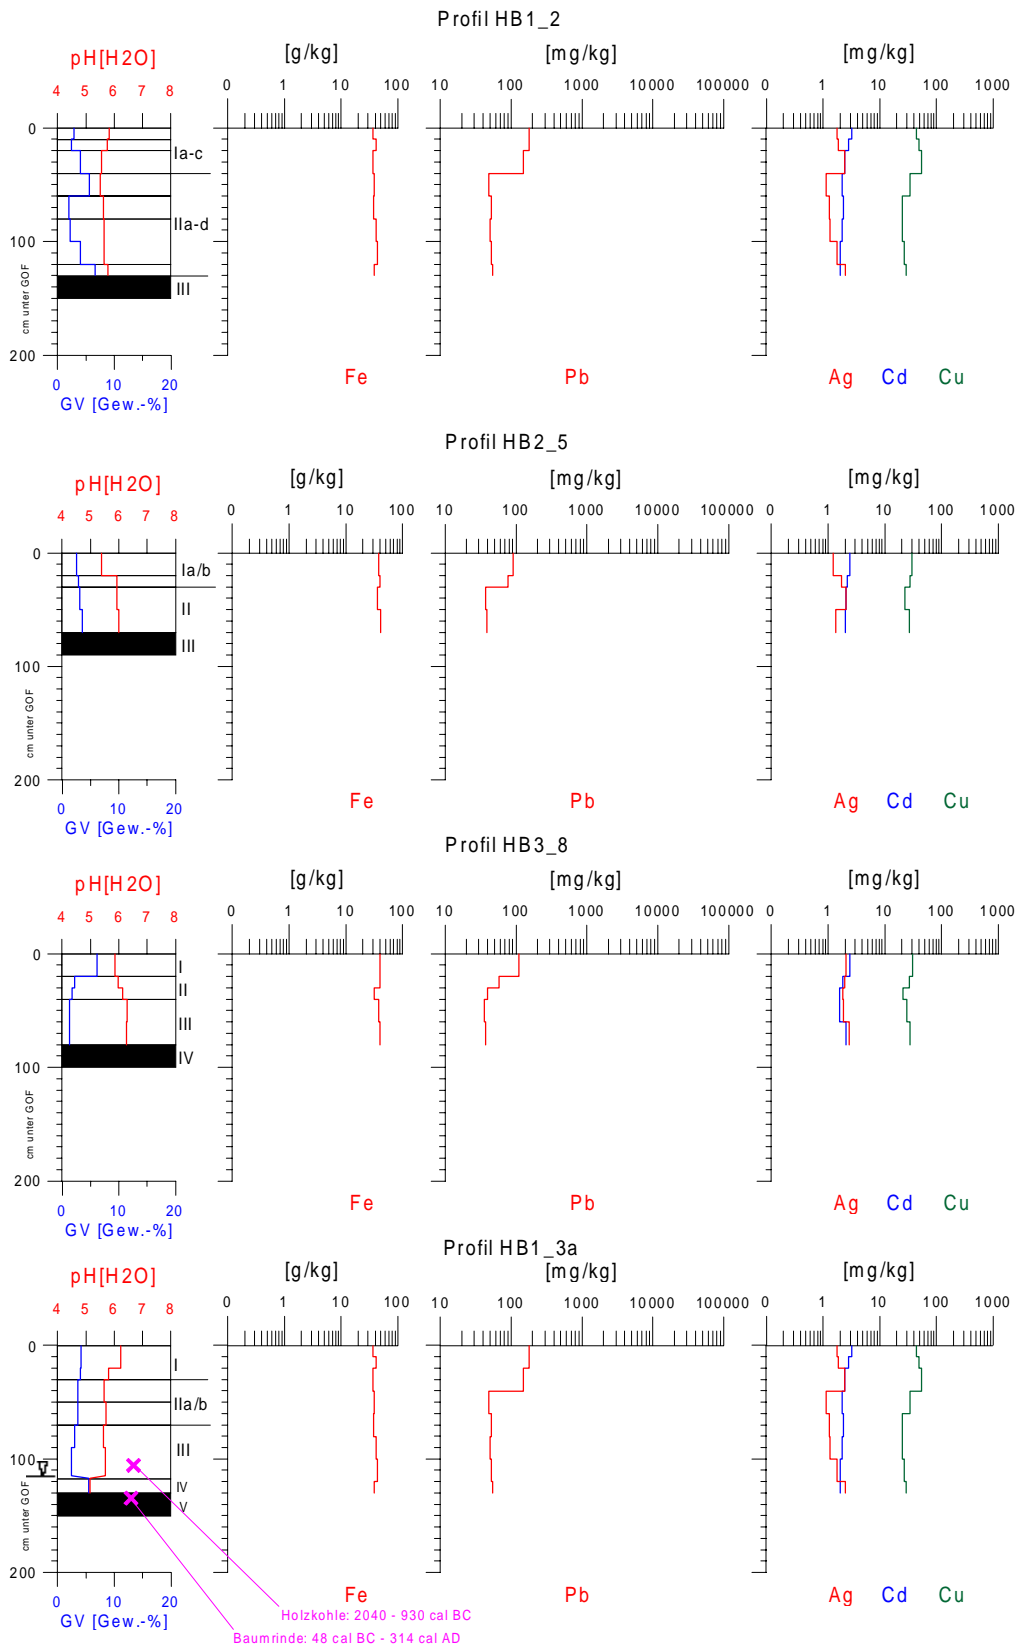 Profil HB1_2
pH[H2O] [g/kg] [mg/kg] [mg/kg]
4 5 6 7 8 0 1 10 100 10 100 1000 10000 100000 0 1 10 100 1000
0
Ia-c
IIa-d
100
III
cm unter GOF
200
0 10 20 Fe Pb Ag Cd Cu
GV [Gew.-%]
Profil HB2_5
pH[H2O] [g/kg] [mg/kg] [mg/kg]
4 5 6 7 8 0 1 10 100 10 100 1000 10000 100000 0 1 10 100 1000
0
Ia/b
II
III
100
cm unter GOF
200
0 10 20 Fe Pb Ag Cd Cu
GV [Gew.-%]
Profil HB3_8
pH[H2O] [g/kg] [mg/kg] [mg/kg]
4 5 6 7 8 0 1 10 100 10 100 1000 10000 100000 0 1 10 100 1000
0
I
II
III
IV
100
cm unter GOF
200
0 10 20 Fe Pb Ag Cd Cu
GV [Gew.-%]
Profil HB1_3a
pH[H2O] [g/kg] [mg/kg] [mg/kg]
4 5 6 7 8 0 1 10 100 10 100 1000 10000 100000 0 1 10 100 1000
0
I
IIa/b
III
100
IV
V
cm unter GOF
200
0 10 20 Fe Pb Ag Cd Cu
GV [Gew.-%]
Holzkohle: 2040 - 930 cal BC
Baumrinde: 48 cal BC - 314 cal AD